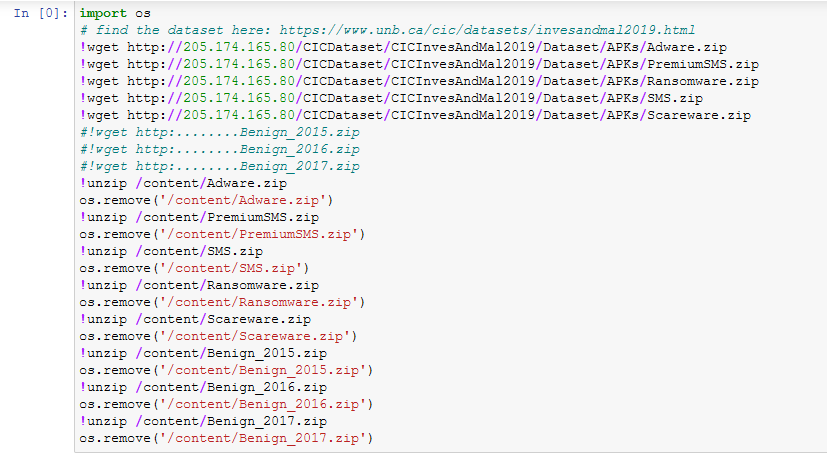 In [0]: import os
# find the dataset here: https://www.unb.ca/cic/datasets/invesandmal2019.html
!wget http://205.174.165.80/CICDataset/CICInvesAndMal2019/Dataset/APKs/Adware.zip
!wget http://205.174.165.80/CICDataset/CICInvesAndMal2019/Dataset/APKs/PremiumSMS.zip
!wget http://205.174.165.80/CICDataset/CICInvesAndMal2019/Dataset/APKs/Ransomware.zip
!wget http://205.174.165.80/CICDataset/CICInvesAndMal2019/Dataset/APKs/SMS.zip
!wget http://205.174.165.80/CICDataset/CICInvesAndMal2019/Dataset/APKs/Scareware.zip
#!wget http:........Benign_2015.zip
#!wget http:........Benign_2016.zip
#!wget http:........Benign_2017.zip
!unzip /content/Adware.zip
os.remove('/content/Adware.zip')
!unzip /content/PremiumSMS.zip
os.remove('/content/PremiumSMS.zip')
!unzip /content/SMS.zip
os.remove('/content/SMS.zip')
!unzip /content/Ransomware.zip
os.remove('/content/Ransomware.zip')
!unzip /content/Scareware.zip
os.remove('/content/Scareware.zip')
!unzip /content/Benign_2015.zip
os.remove('/content/Benign_2015.zip')
!unzip /content/Benign_2016.zip
os.remove('/content/Benign_2016.zip')
!unzip /content/Benign_2017.zip
os.remove('/content/Benign_2017.zip')